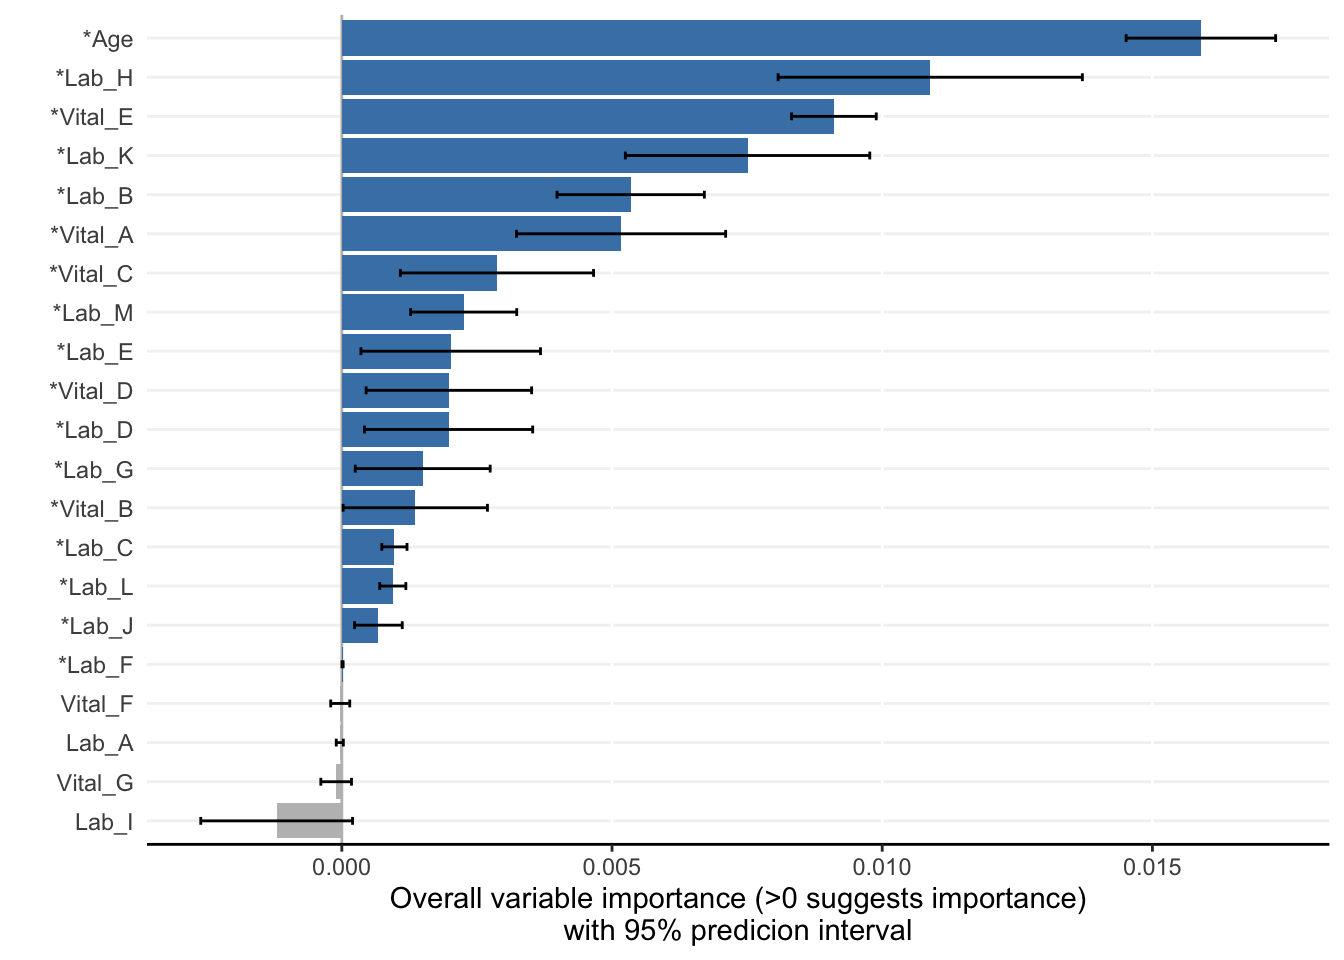 *Age
*Lab_H
*Vital_E
*Lab_K
*Lab_B
*Vital_A
*Vital_C
*Lab_M
*Lab_E
*Vital_D
*Lab_D
*Lab_G
*Vital_B
*Lab_C
*Lab_L
*Lab_J
*Lab_F
Vital_F
Lab_A
Vital_G
Lab_I
0.000 0.005 0.010 0.015
Overall variable importance (>0 suggests importance)
with 95% predicion interval